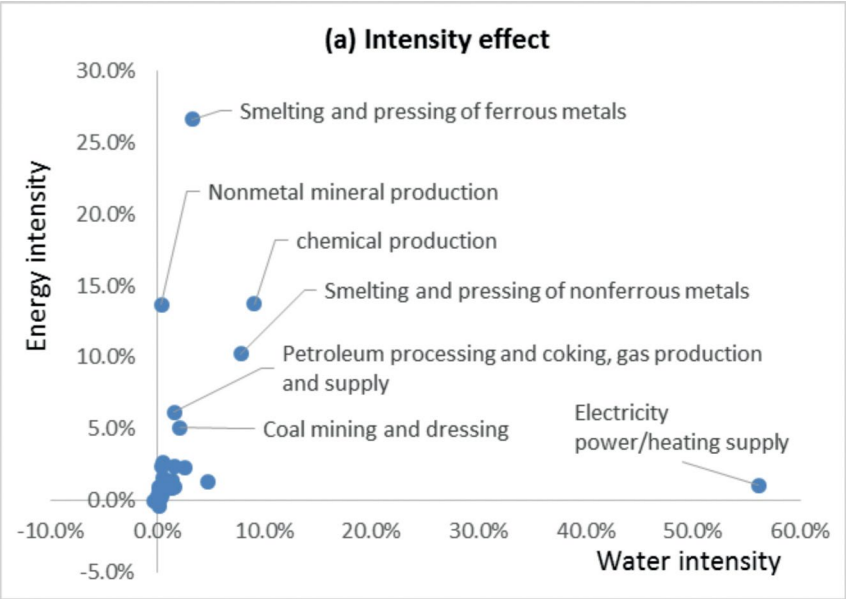 (a) Intensity effect
30.0%
25.0%
20.0%
15.0%
10.0%
5.0%
0.0%
-5.0%
Energy intensity
Smelting and pressing of ferrous metals
Nonmetal mineral production
chemical production
Smelting and pressing of nonferrous metals
Petroleum processing and coking, gas production
and supply
Coal mining and dressing
Electricity
power/heating supply
-10.0% 0.0% 10.0% 20.0% 30.0% 40.0% 50.0% 60.0%
Water intensity